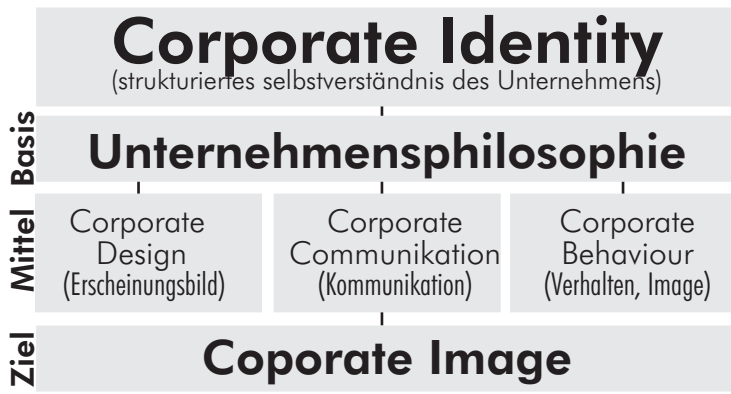 Corporate Identity
(strukturiertes selbstverständnis des Unternehmens)
Basis
Unternehmensphilosophie
Mittel
Corporate
Design
(Erscheinungsbild)
Corporate
Communikation
(Kommunikation)
Corporate
Behaviour
(Verhalten, Image)
Ziel
Coporate Image